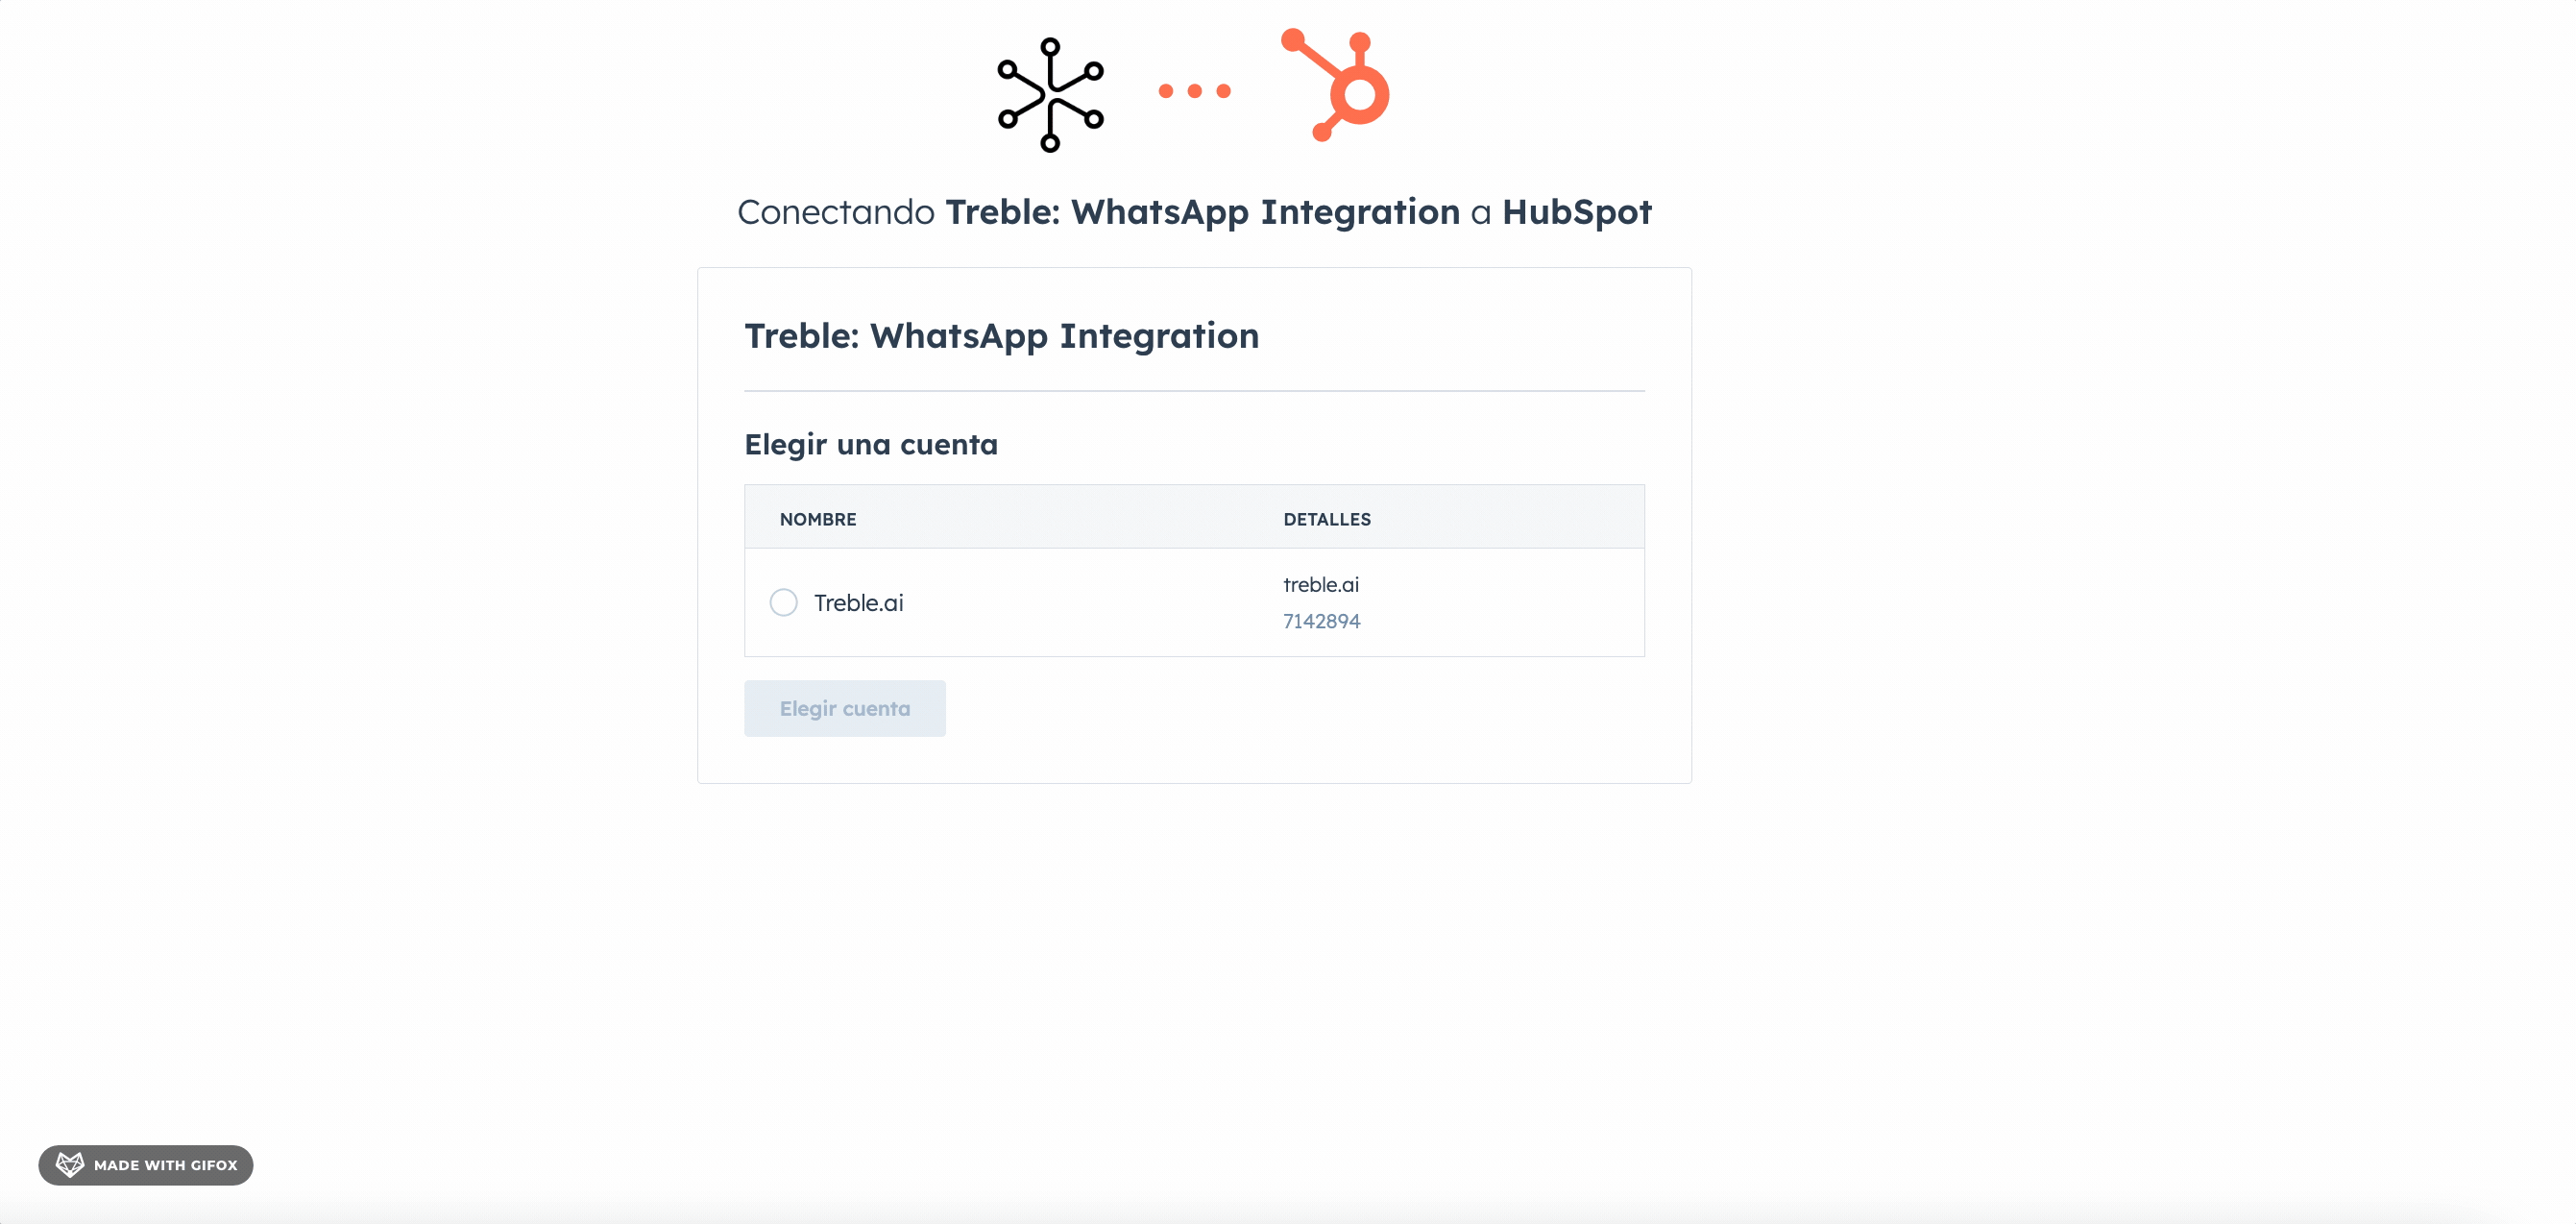 Conectando Treble: WhatsApp Integration a HubSpot
Treble: WhatsApp Integration
Elegir una cuenta
NOMBRE DETALLES
Treble.ai
treble.ai
7142894
Elegir cuenta
MADE WITH GIFOX